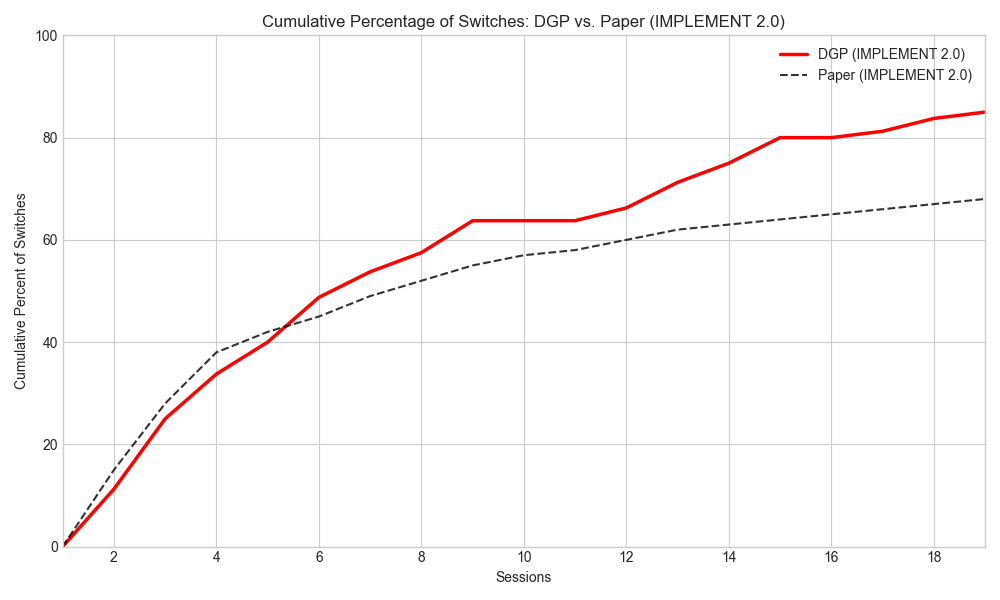 Cumulative Percentage of Switches: DGP vs. Paper (IMPLEMENT 2.0)
DGP (IMPLEMENT 2.0)
Paper (IMPLEMENT 2.0)
Cumulative Percent of Switches
100
80
60
40
20
0
2 4 6 8 10 12 14 16 18
Sessions